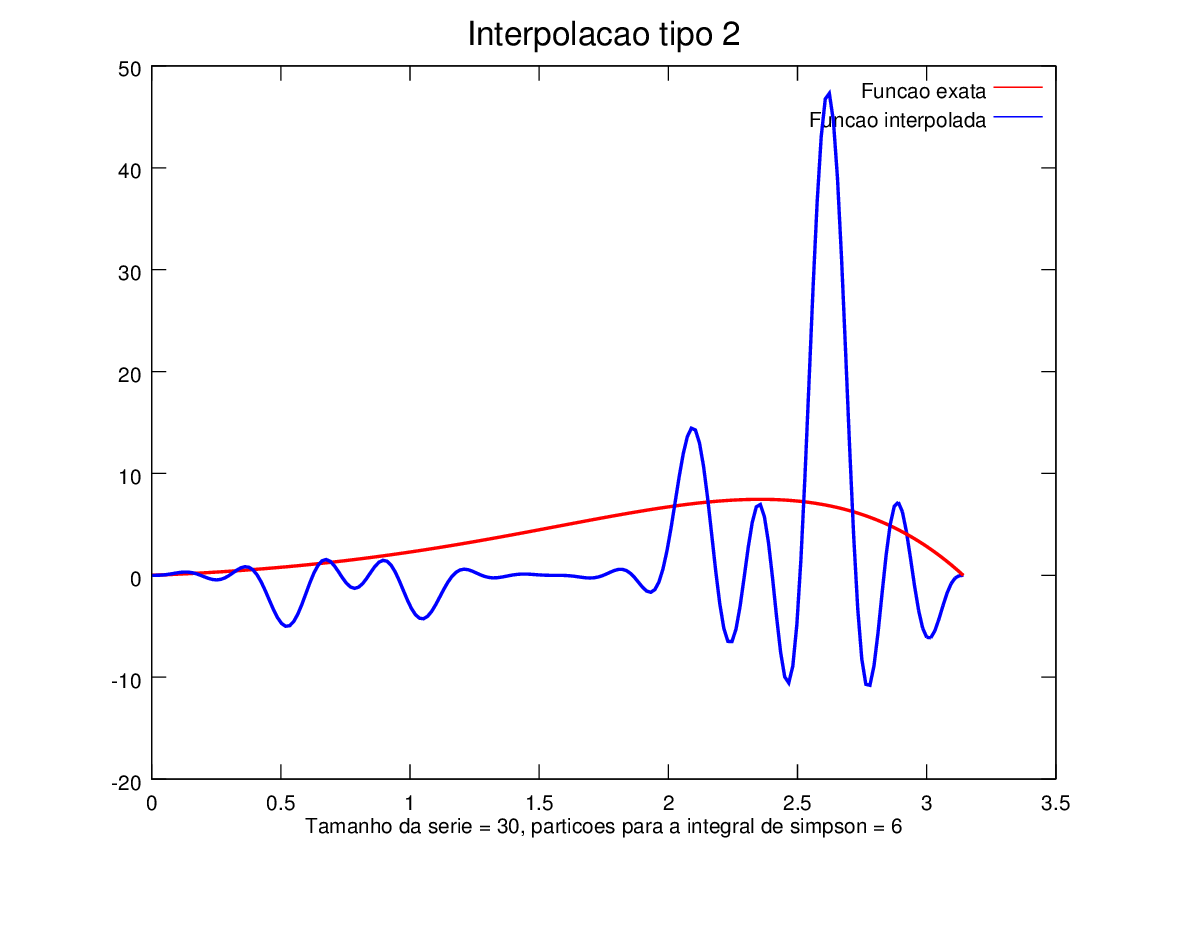 Interpolacao tipo 2
50
Funcao exata
Funcao interpolada
40
30
20
10
0
-10
-20
0 0.5 1 1.5 2 2.5 3 3.5
Tamanho da serie = 30, particoes para a integral de simpson = 6